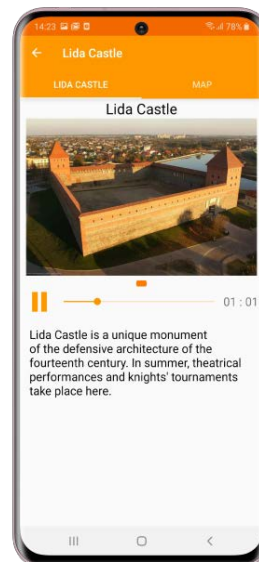 14:23 78%
Lida Castle
LIDA CASTLE MAP
Lida Castle
01 : 01
Lida Castle is a unique monument
of the defensive architecture of the
fourteenth century. In summer, theatrical
performances and knights' tournaments
take place here.